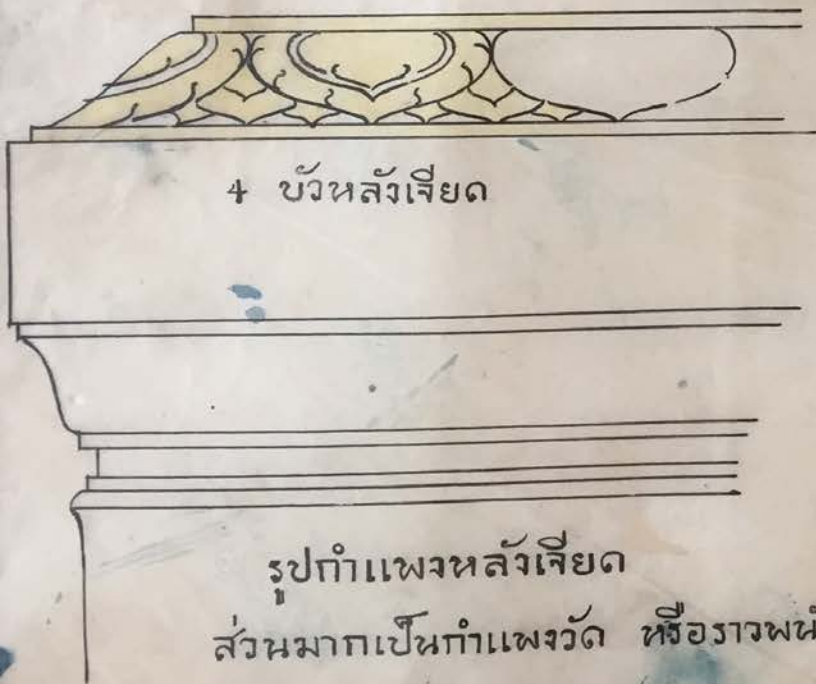 4 บัวหลังเจียด
รูปกำแพงหลังเจียด
ส่วนมากเป็นกำแพงวัด หรือราวพนั